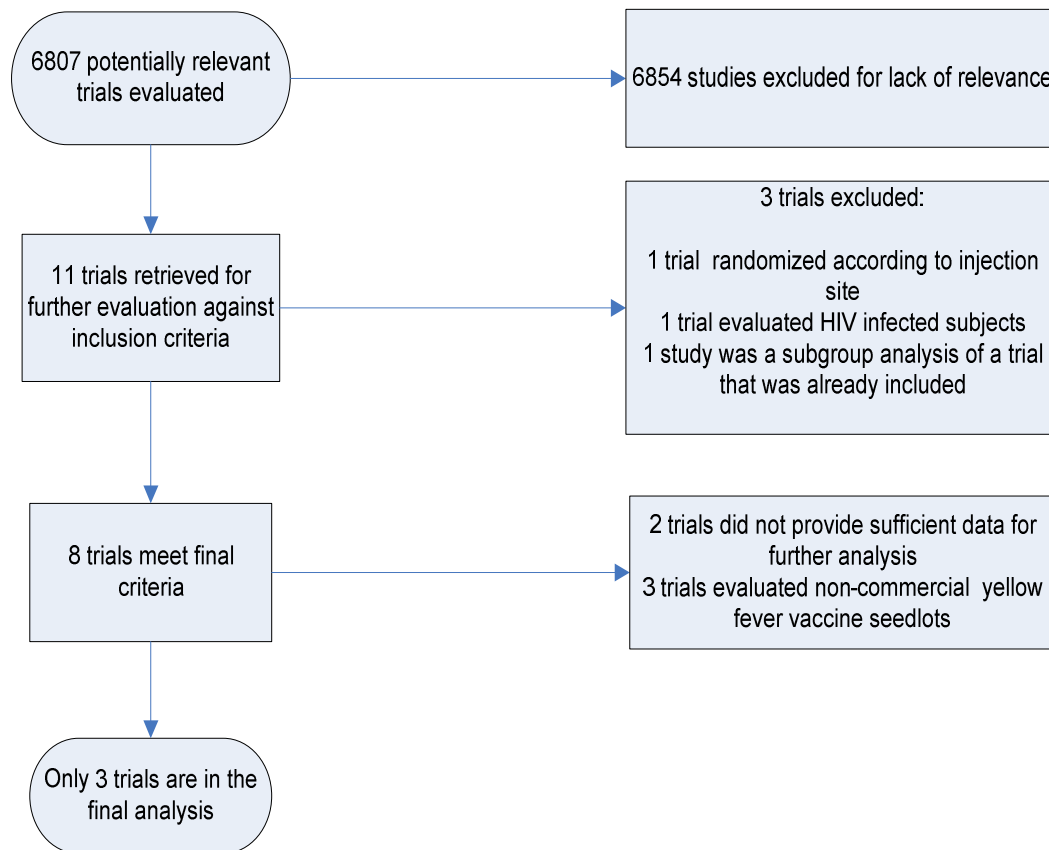 6807 potentially relevant
trials evaluated
6854 studies excluded for lack of relevance
11 trials retrieved for
further evaluation against
inclusion criteria
3 trials excluded:
1 trial randomized according to injection
site
1 trial evaluated HIV infected subjects
1 study was a subgroup analysis of a trial
that was already included
8 trials meet final
criteria
2 trials did not provide sufficient data for
further analysis
3 trials evaluated non-commercial yellow
fever vaccine seedlots
Only 3 trials are in the
final analysis